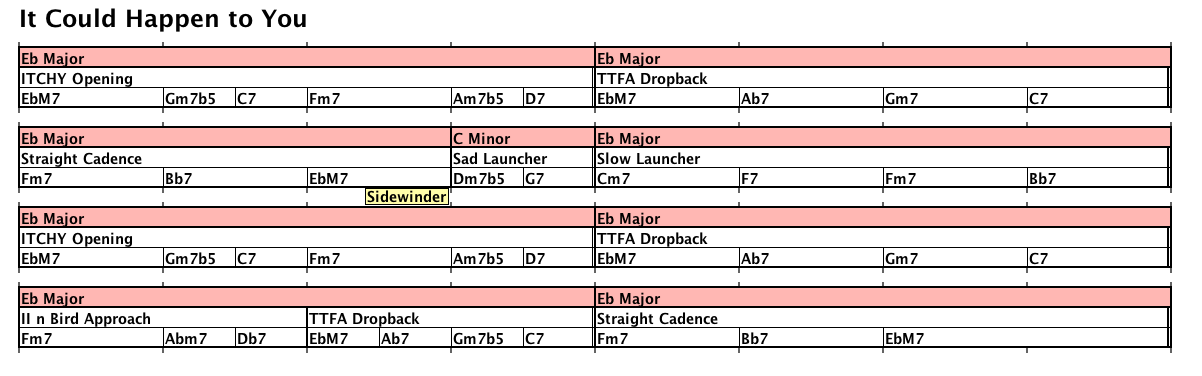 It Could Happen to You
Eb Major Eb Major
ITCHY Opening TTFA Dropback
EbM7 Gm7b5 C7 Fm7 Am7b5 D7 EbM7 Ab7 Gm7 C7
Eb Major C Minor Eb Major
Straight Cadence Sad Launcher Slow Launcher
Fm7 Bb7 EbM7 Dm7b5 G7 Cm7 F7 Fm7 Bb7
Sidewinder
Eb Major Eb Major
ITCHY Opening TTFA Dropback
EbM7 Gm7b5 C7 Fm7 Am7b5 D7 EbM7 Ab7 Gm7 C7
Eb Major Eb Major
II n Bird Approach TTFA Dropback Straight Cadence
Fm7 Abm7 Db7 EbM7 Ab7 Gm7b5 C7 Fm7 Bb7 EbM7